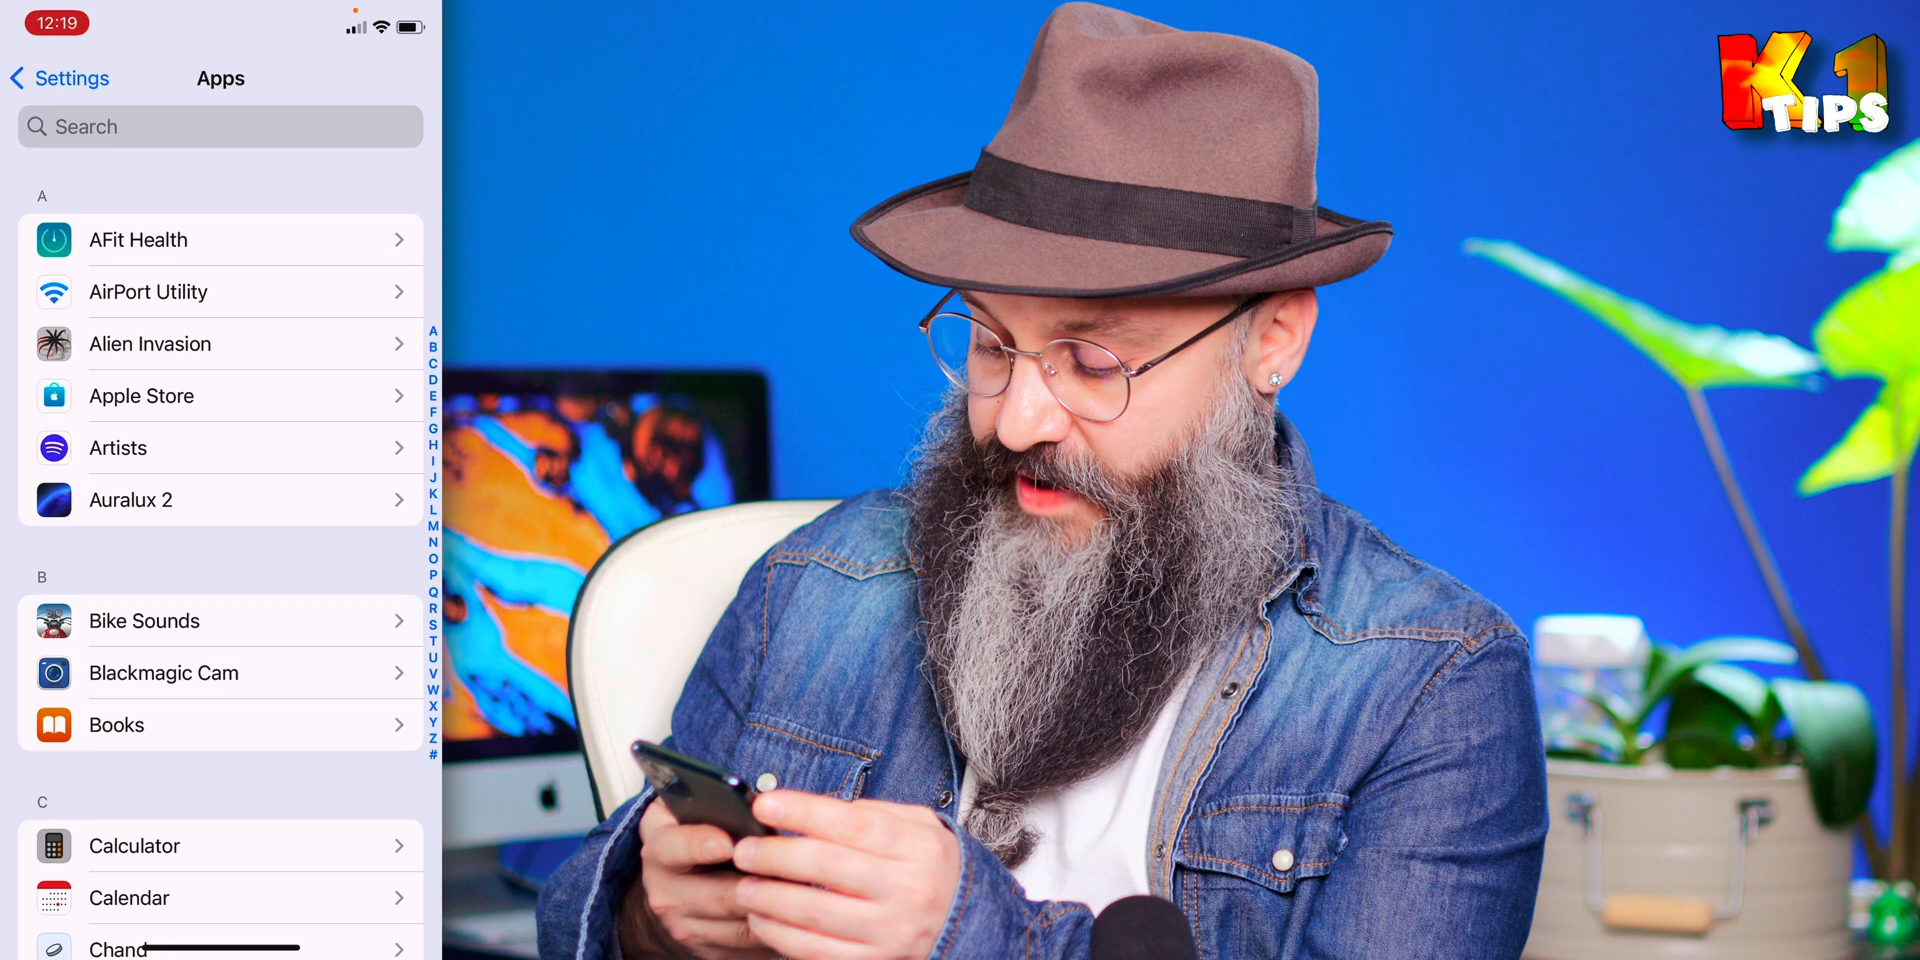 12:19
Settings
Apps
Search
A
AFit Health
AirPort Utility
Alien Invasion
Apple Store
Artists
Auralux 2
B
Bike Sounds
Blackmagic Cam
Books
C
Calculator
Calendar
Chand
A
B
C
D
E
F
G
H
I
J
K
L
M
N
O
P
Q
R
S
T
U
V
W
X
Y
Z
#
K1
TIPS